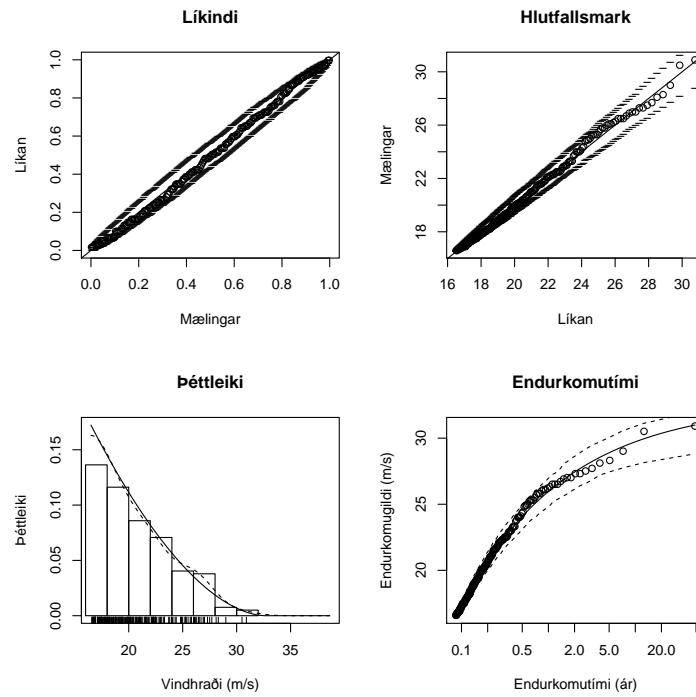 Líkindi
Líkan
0.0 0.2 0.4 0.6 0.8 1.0
0.0 0.2 0.4 0.6 0.8 1.0
Mælingar
Hlutfallsmark
Mælingar
18 22 26 30
16 18 20 22 24 26 28 30
Líkan
Þéttleiki
Þéttleiki
0.00 0.05 0.10 0.15
20 25 30 35
Vindhraði (m/s)
Endurkomutími
Endurkomugildi (m/s)
20 25 30
0.1 0.5 2.0 5.0 20.0
Endurkomutími (ár)